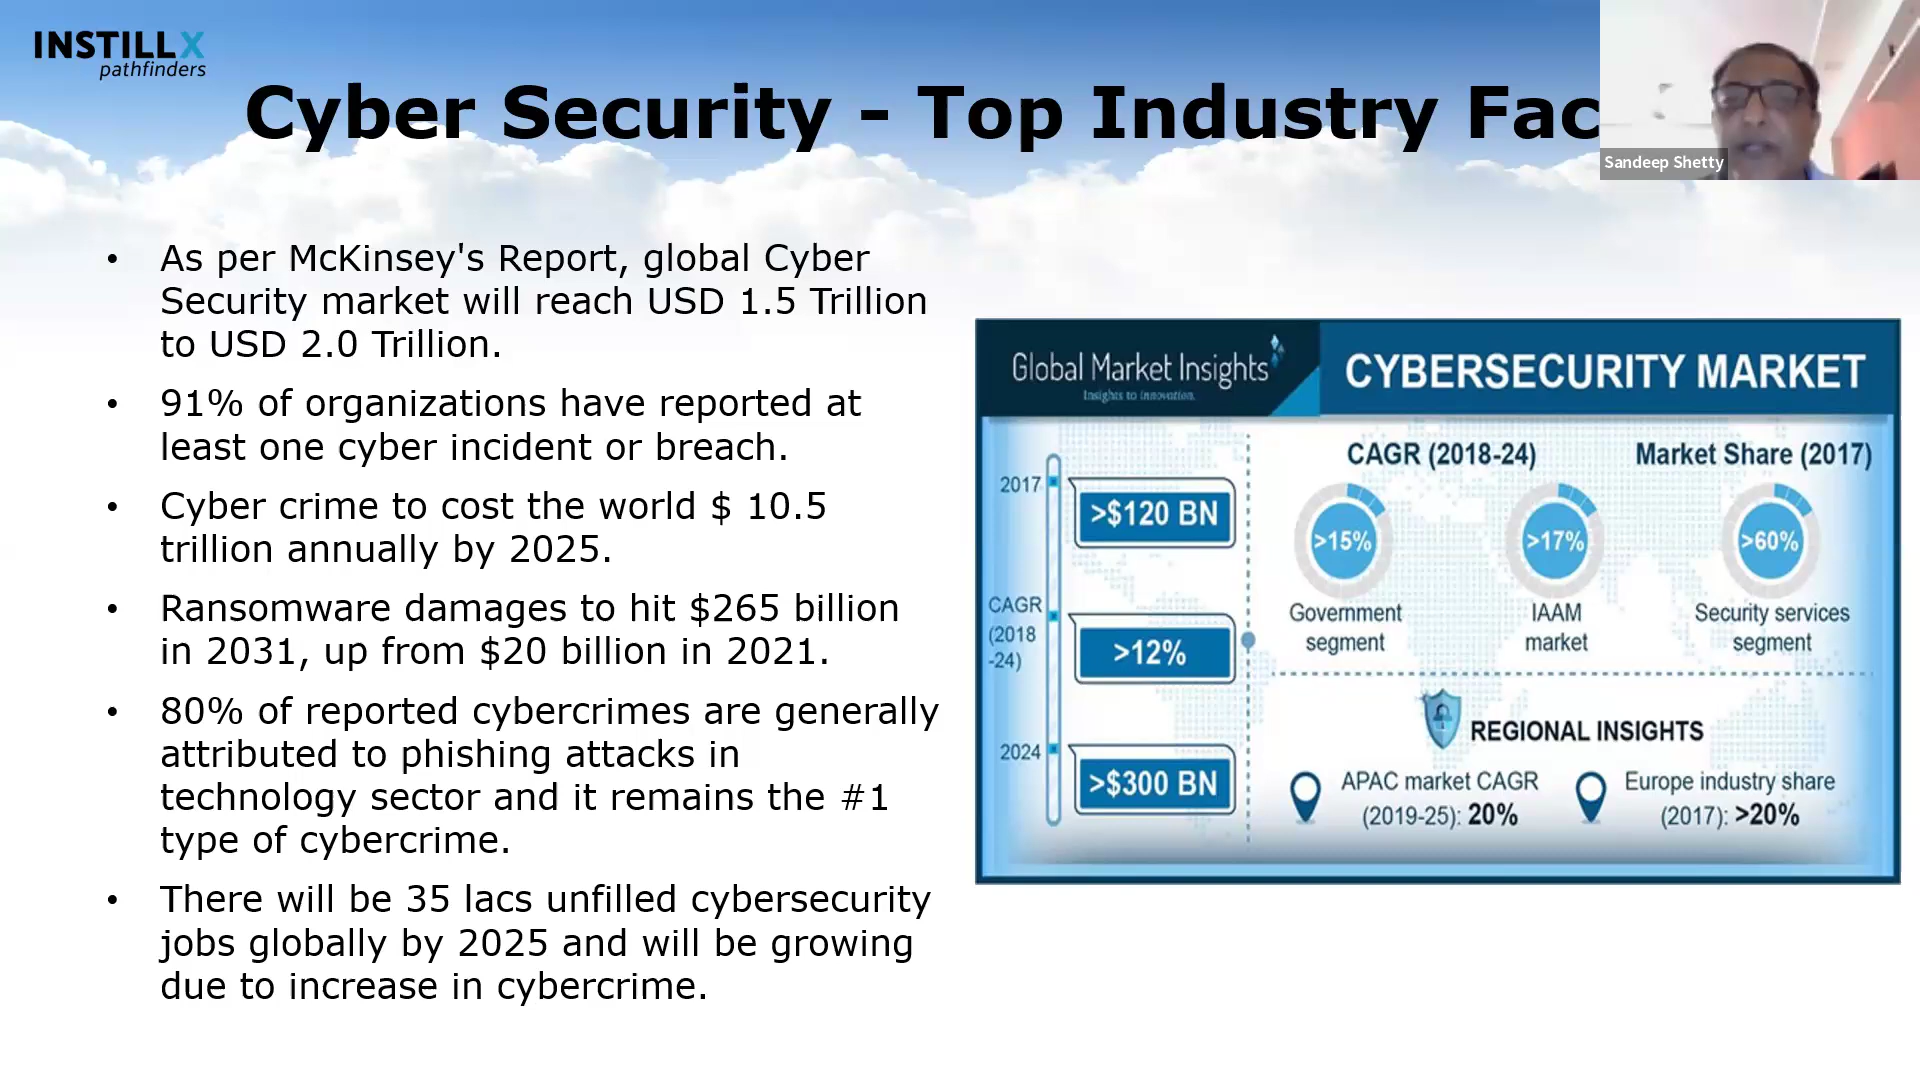 INSTILLX
pathfinders
Cyber Security - Top Industry Fac
Sandeep Shetty
• As per McKinsey's Report, global Cyber
Security market will reach USD 1.5 Trillion
to USD 2.0 Trillion.
• 91% of organizations have reported at
least one cyber incident or breach.
• Cyber crime to cost the world $ 10.5
trillion annually by 2025.
• Ransomware damages to hit $265 billion
in 2031, up from $20 billion in 2021.
• 80% of reported cybercrimes are generally
attributed to phishing attacks in
technology sector and it remains the #1
type of cybercrime.
• There will be 35 lacs unfilled cybersecurity
jobs globally by 2025 and will be growing
due to increase in cybercrime.
Global Market Insights
Insights to Innovation.
CYBERSECURITY MARKET
2017
>$120 BN
CAGR
(2018
-24)
>12%
2024
>$300 BN
CAGR (2018-24)
Market Share (2017)
>15%
Government
segment
>17%
IAAM
market
>60%
Security services
segment
REGIONAL INSIGHTS
APAC market CAGR
(2019-25): 20%
Europe industry share
(2017): >20%